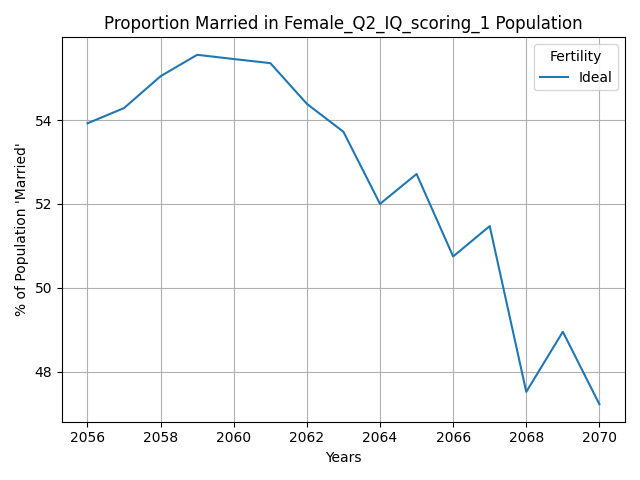 Proportion Married in Female_Q2_IQ_scoring_1 Population
Fertility
Ideal
% of Population 'Married'
54
52
50
48
2056 2058 2060 2062 2064 2066 2068 2070
Years